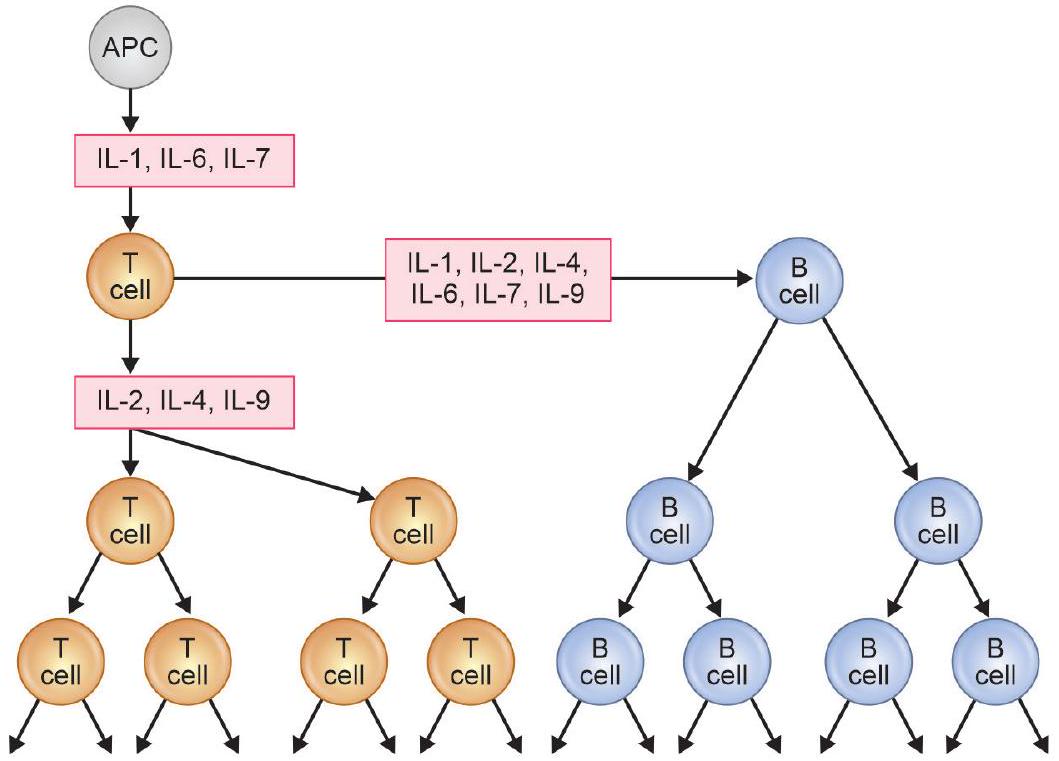 APC
IL-1, IL-6, IL-7
T
cell
IL-1, IL-2, IL-4,
IL-6, IL-7, IL-9
B
cell
IL-2, IL-4, IL-9
T
cell
T
cell
B
cell
B
cell
T
cell
T
cell
T
cell
T
cell
B
cell
B
cell
B
cell
B
cell